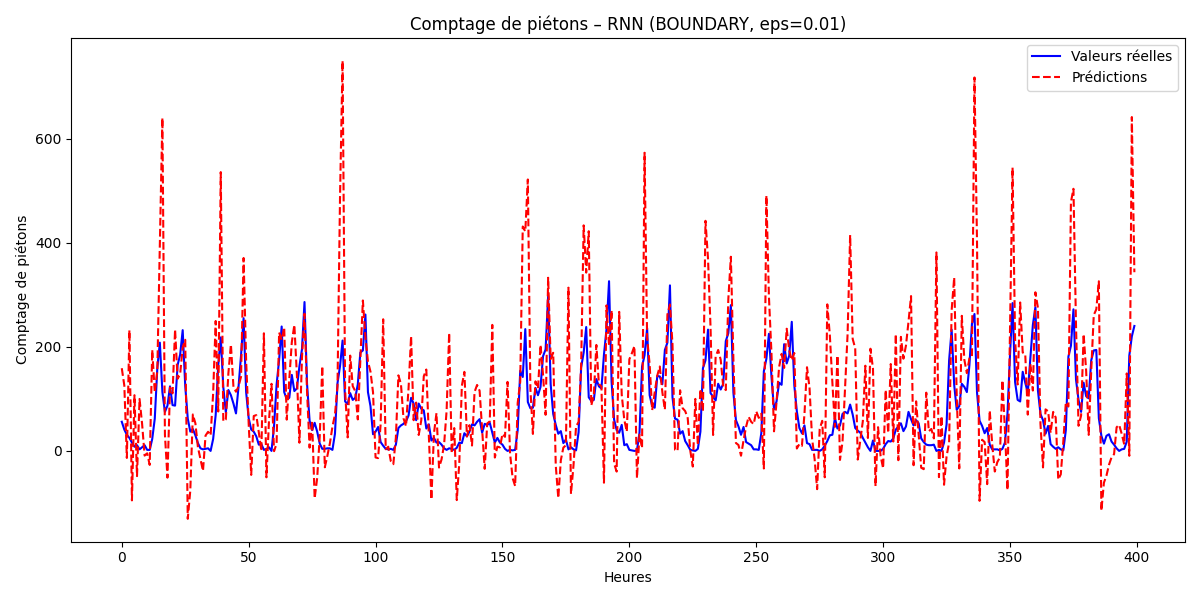 Comptage de piétons – RNN (BOUNDARY, eps=0.01)
Valeurs réelles
Prédictions
Comptage de piétons
600
400
200
0
0 50 100 150 200 250 300 350 400
Heures